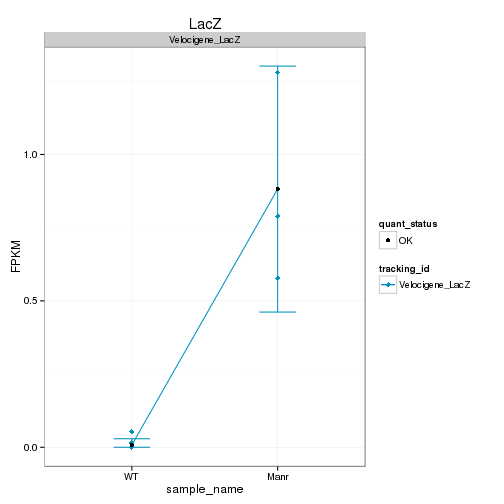 LacZ
Velocigene_LacZ
1.0
0.5
0.0
FPKM
WT
Manr
sample_name
quant_status
OK
tracking_id
Velocigene_LacZ